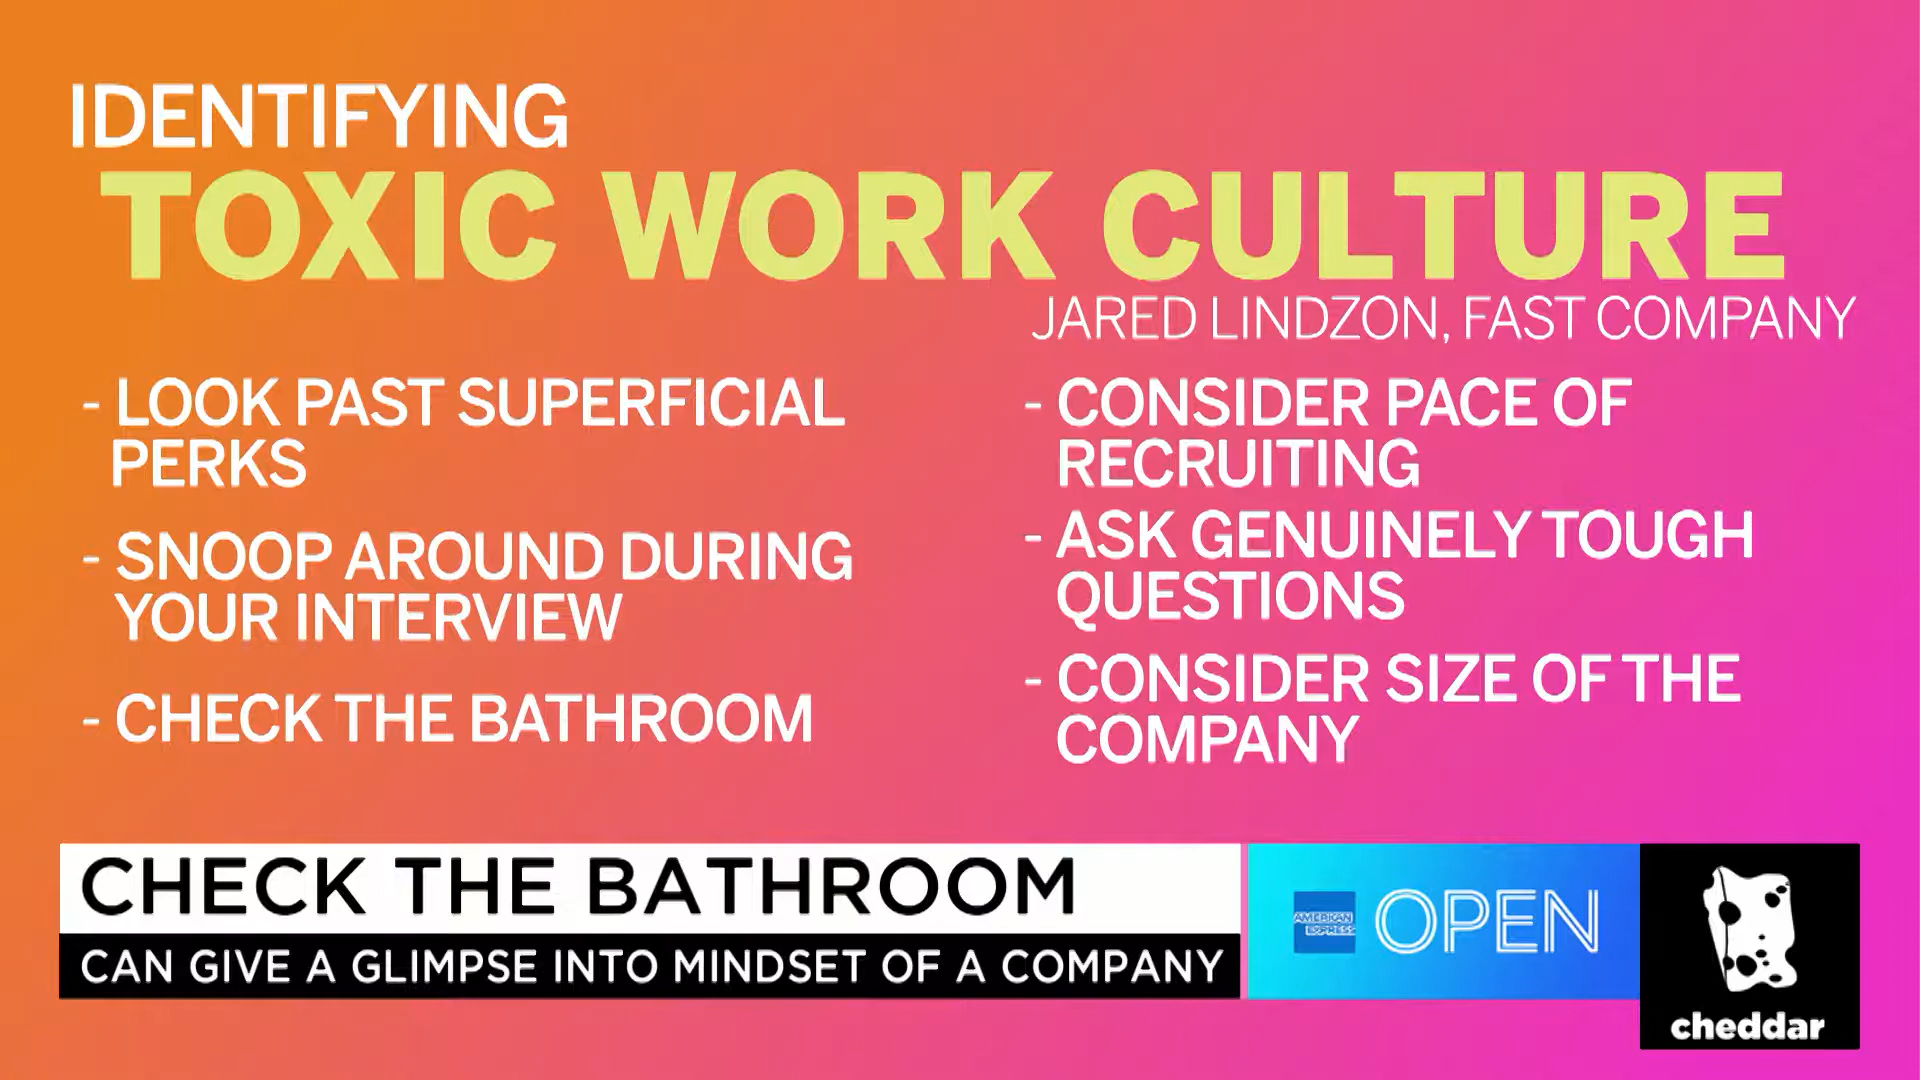 IDENTIFYING
TOXIC WORK CULTURE
JARED LINDZON, FAST COMPANY
- LOOK PAST SUPERFICIAL
PERKS
- SNOOP AROUND DURING
YOUR INTERVIEW
- CHECK THE BATHROOM
- CONSIDER PACE OF
RECRUITING
- ASK GENUINELY TOUGH
QUESTIONS
- CONSIDER SIZE OF THE
COMPANY
CHECK THE BATHROOM
CAN GIVE A GLIMPSE INTO MINDSET OF A COMPANY
AMERICAN
EXPRESS
OPEN
cheddar